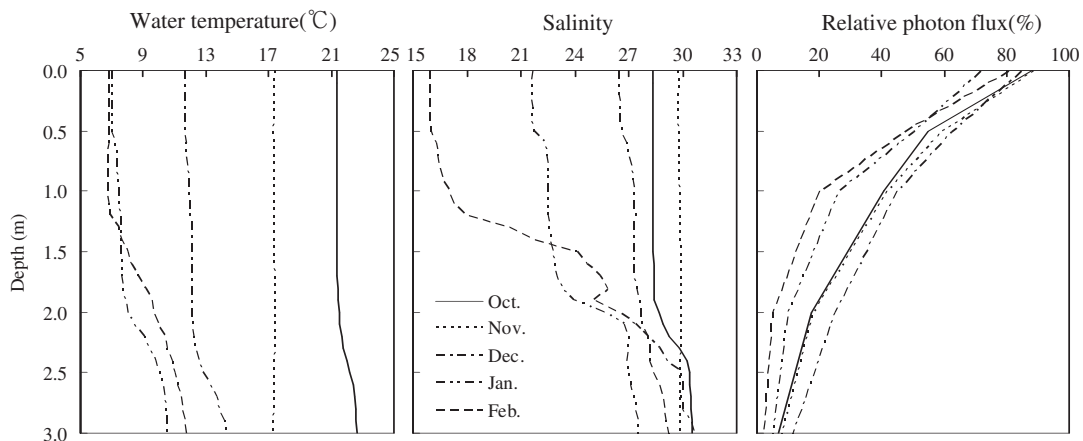 Water temperature(℃)
Salinity
Relative photon flux(%)
5 9 13 17 21 25
15 18 21 24 27 30 33
0 20 40 60 80 100
0.0
0.5
1.0
1.5
2.0
2.5
3.0
Depth (m)
Oct.
Nov.
Dec.
Jan.
Feb.